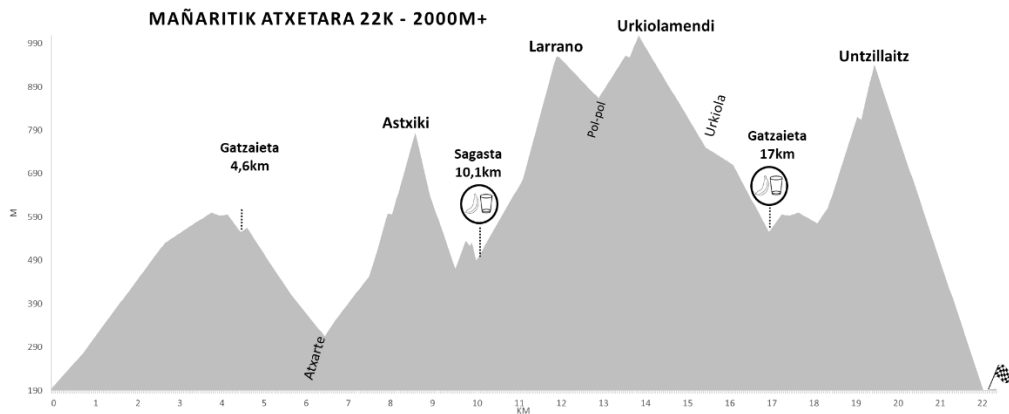 MAÑARITIK ATXETARA 22K - 2000M+
Urkiolamendi
Larrano
Untzillaitz
Astxiki
Gatzaieta
4,6km
Sagasta
10,1km
Pol-pol
Urkiola
Gatzaieta
17km
Atxarte
M
990
890
790
690
590
490
390
290
190
0 1 2 3 4 5 6 7 8 9 10 11 12 13 14 15 16 17 18 19 20 21 22
KM